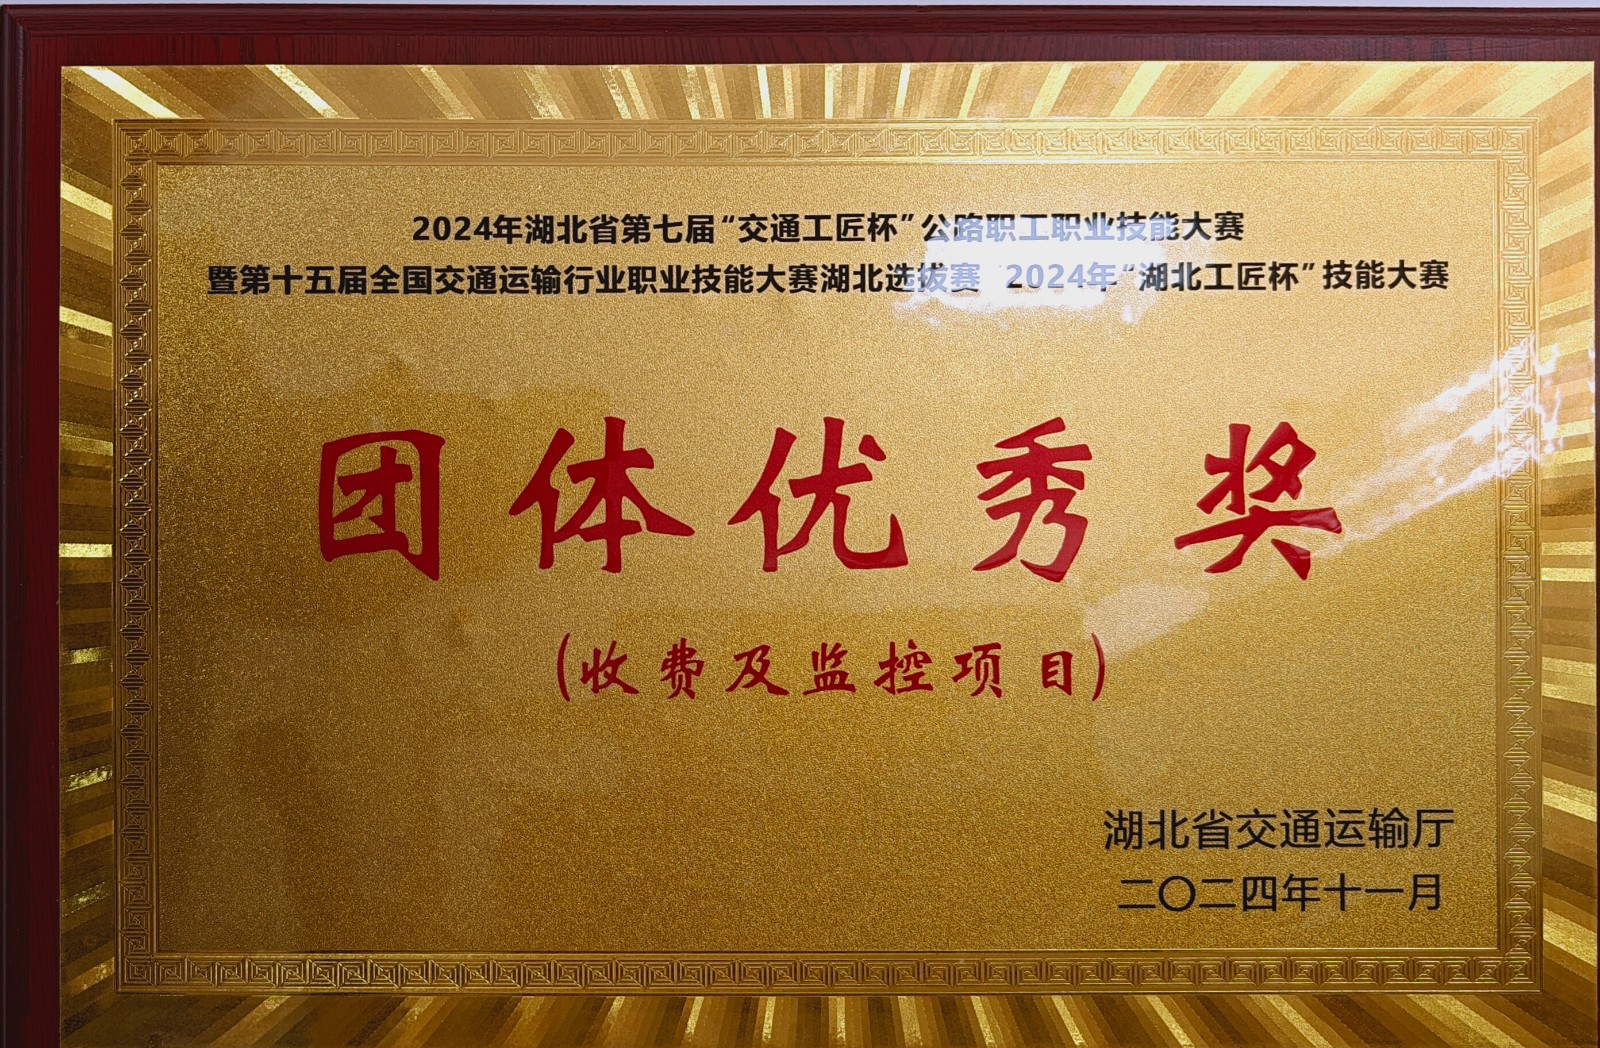 2024年湖北省第七届“交通工匠杯”公路职工职业技能大赛
暨第十五届全国交通运输行业职业技能大赛湖北选拔赛 2024年“湖北工匠杯”技能大赛
团体优秀奖
(收费及监控项目)
湖北省交通运输厅
二〇二四年十一月